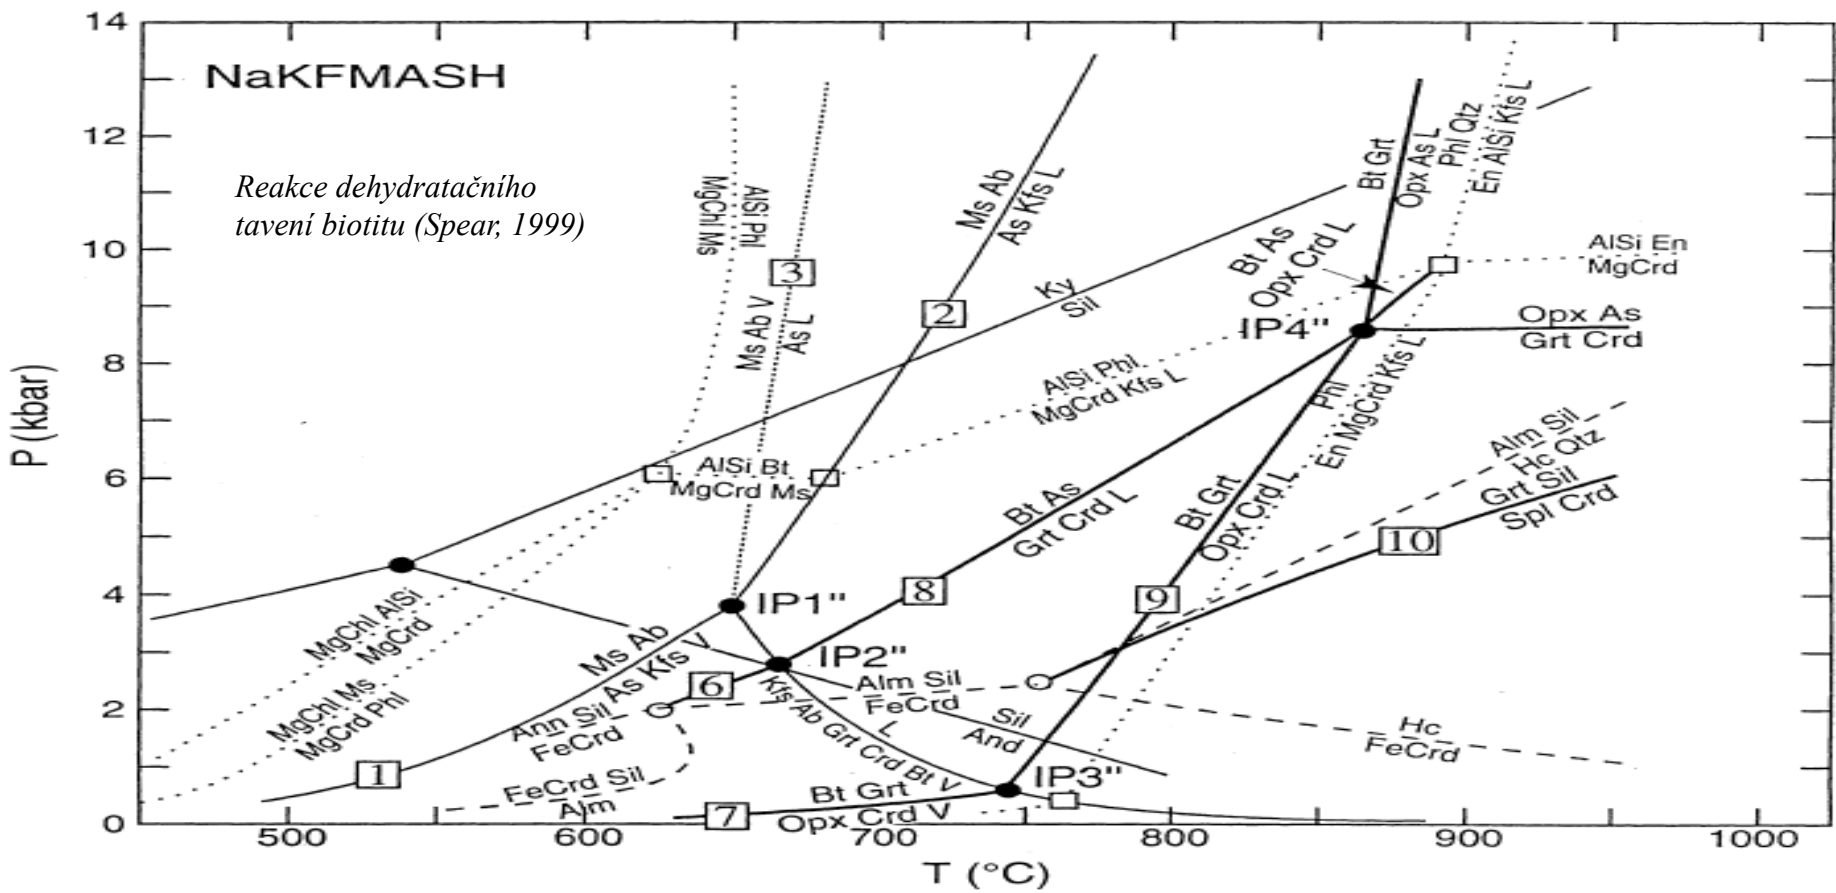 14
12
10
8
6
4
2
0
P (kbar)
NaKFMASH
Reakce dehydratačního
tavení biotitu (Spear, 1999)
MgChl Ms
AlSi Phl
3
Ms Ab V
As L
Ms Ab
As Kfs L
2
Ky
Sil
Bt As
Opx Crd L
Bt Grt
Opx As L
Phl Qtz
En AlSi Kfs L
AlSi En
MgCrd
IP4"
Opx As
Grt Crd
AlSi Phl
MgCrd Kfs L
Phl
En MgCrd Kfs L
AlSi Bt
MgCrd Ms
Bt As
Grt Crd L
Bt Grt
Opx Crd L
Alm Sil
Hc Qtz
Grt Sil
Spl Crd
10
8
9
IP1"
MgChl AlSi
MgCrd
Ms Ab
As Kfs V
IP2"
6
Alm Sil
FeCrd
MgChl Ms
MgCrd Phl
Ann Sil
FeCrd
L
Kfs Ab Grt Crd Bt V
Sil
And
Hc
FeCrd
1
FeCrd Sil
Alm
IP3"
Bt Grt
Opx Crd V
7
500
600
700
800
900
1000
T (°C)